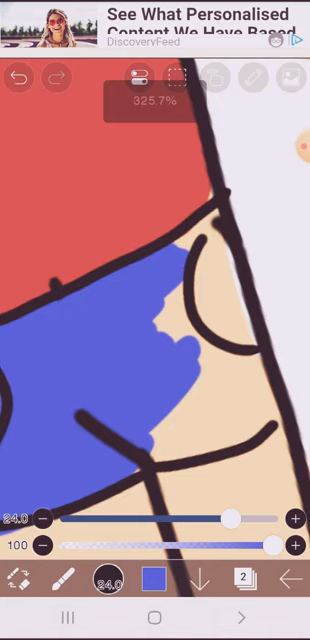 See What Personalised
Content We Have Based
DiscoveryFeed
325.7%
24.0
100
24.0
2